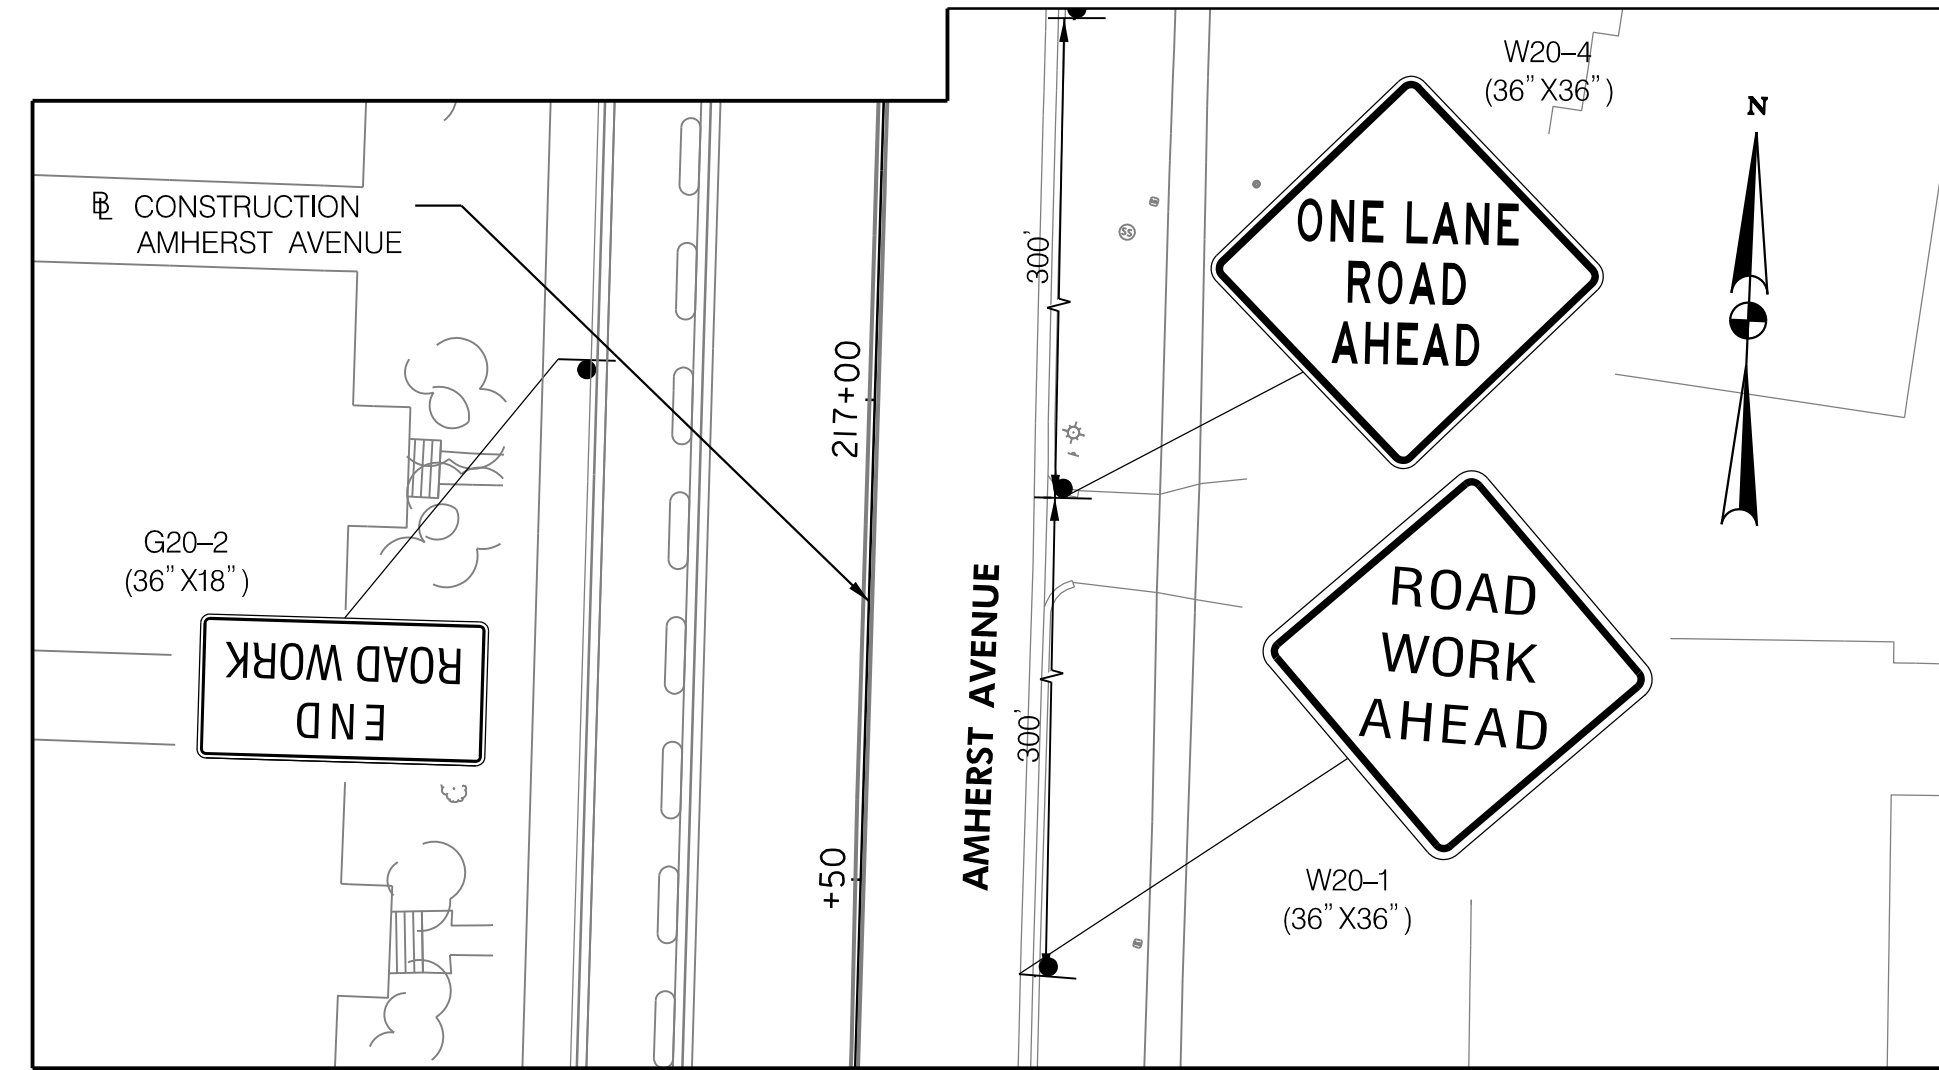 W20–4
(36" X36")
N
ONE LANE
ROAD
AHEAD
℄ CONSTRUCTION
AMHERST AVENUE
300'
SS
217+00
G20–2
(36" X18")
END
ROAD WORK
AMHERST AVENUE
300'
ROAD
WORK
AHEAD
+50
W20–1
(36" X36")